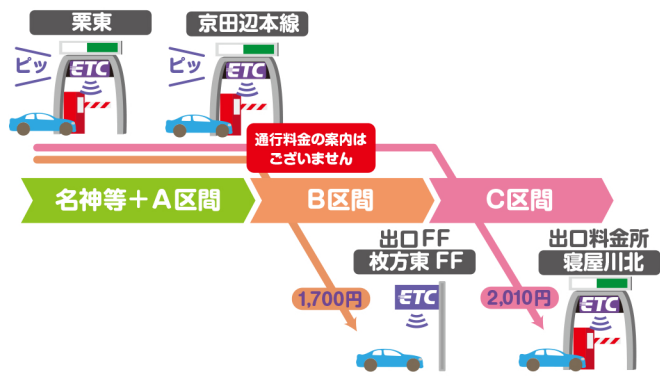 栗東
京田辺本線
ピッ
ETC
ピッ
ETC
通行料金の案内は
ございません
名神等+A区間
B区間
C区間
出口FF
枚方東 FF
出口料金所
寝屋川北
1,700円
ETC
2,010円
ETC